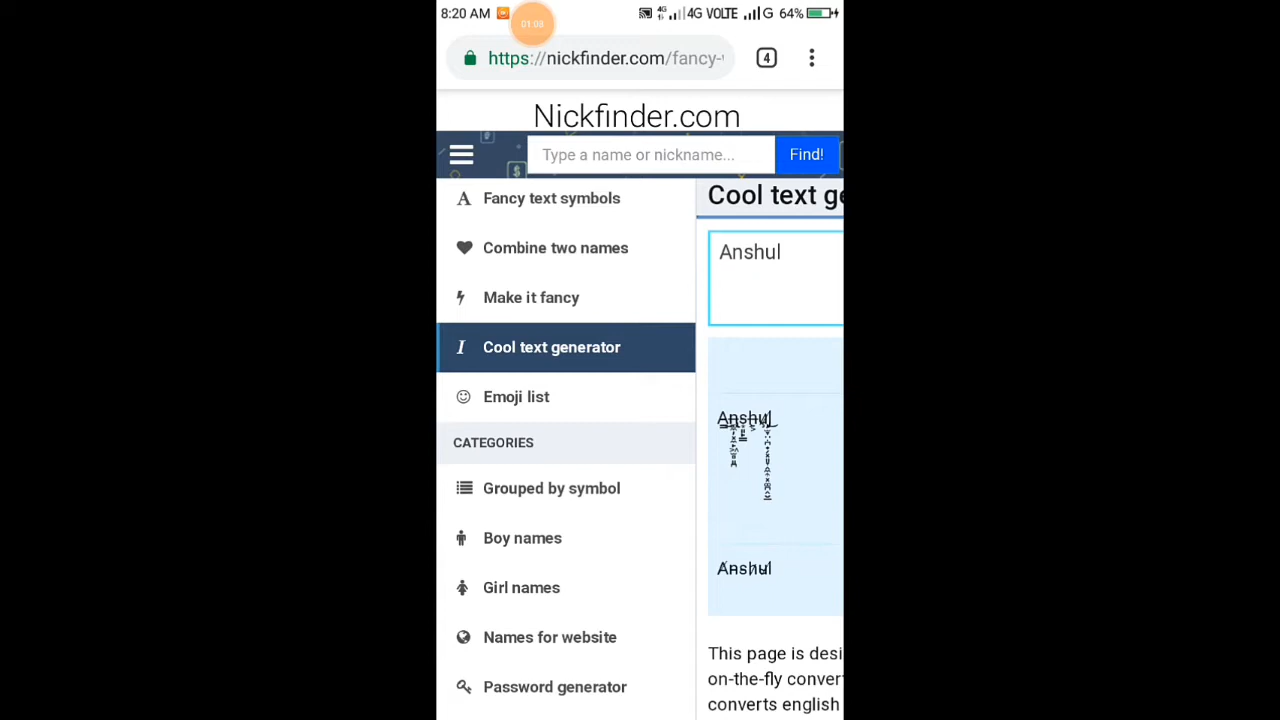 8:20 AM 01:08 4G 4G VOLTE G 64%
https://nickfinder.com/fancy- 4
Nickfinder.com
Type a name or nickname... Find!
A Fancy text symbols
Cool text ge
Combine two names
Anshul
Make it fancy
I Cool text generator
Emoji list
Anshul
CATEGORIES
Grouped by symbol
Boy names
Anshul
Girl names
Names for website
This page is desi
on-the-fly conver
Password generator
converts english